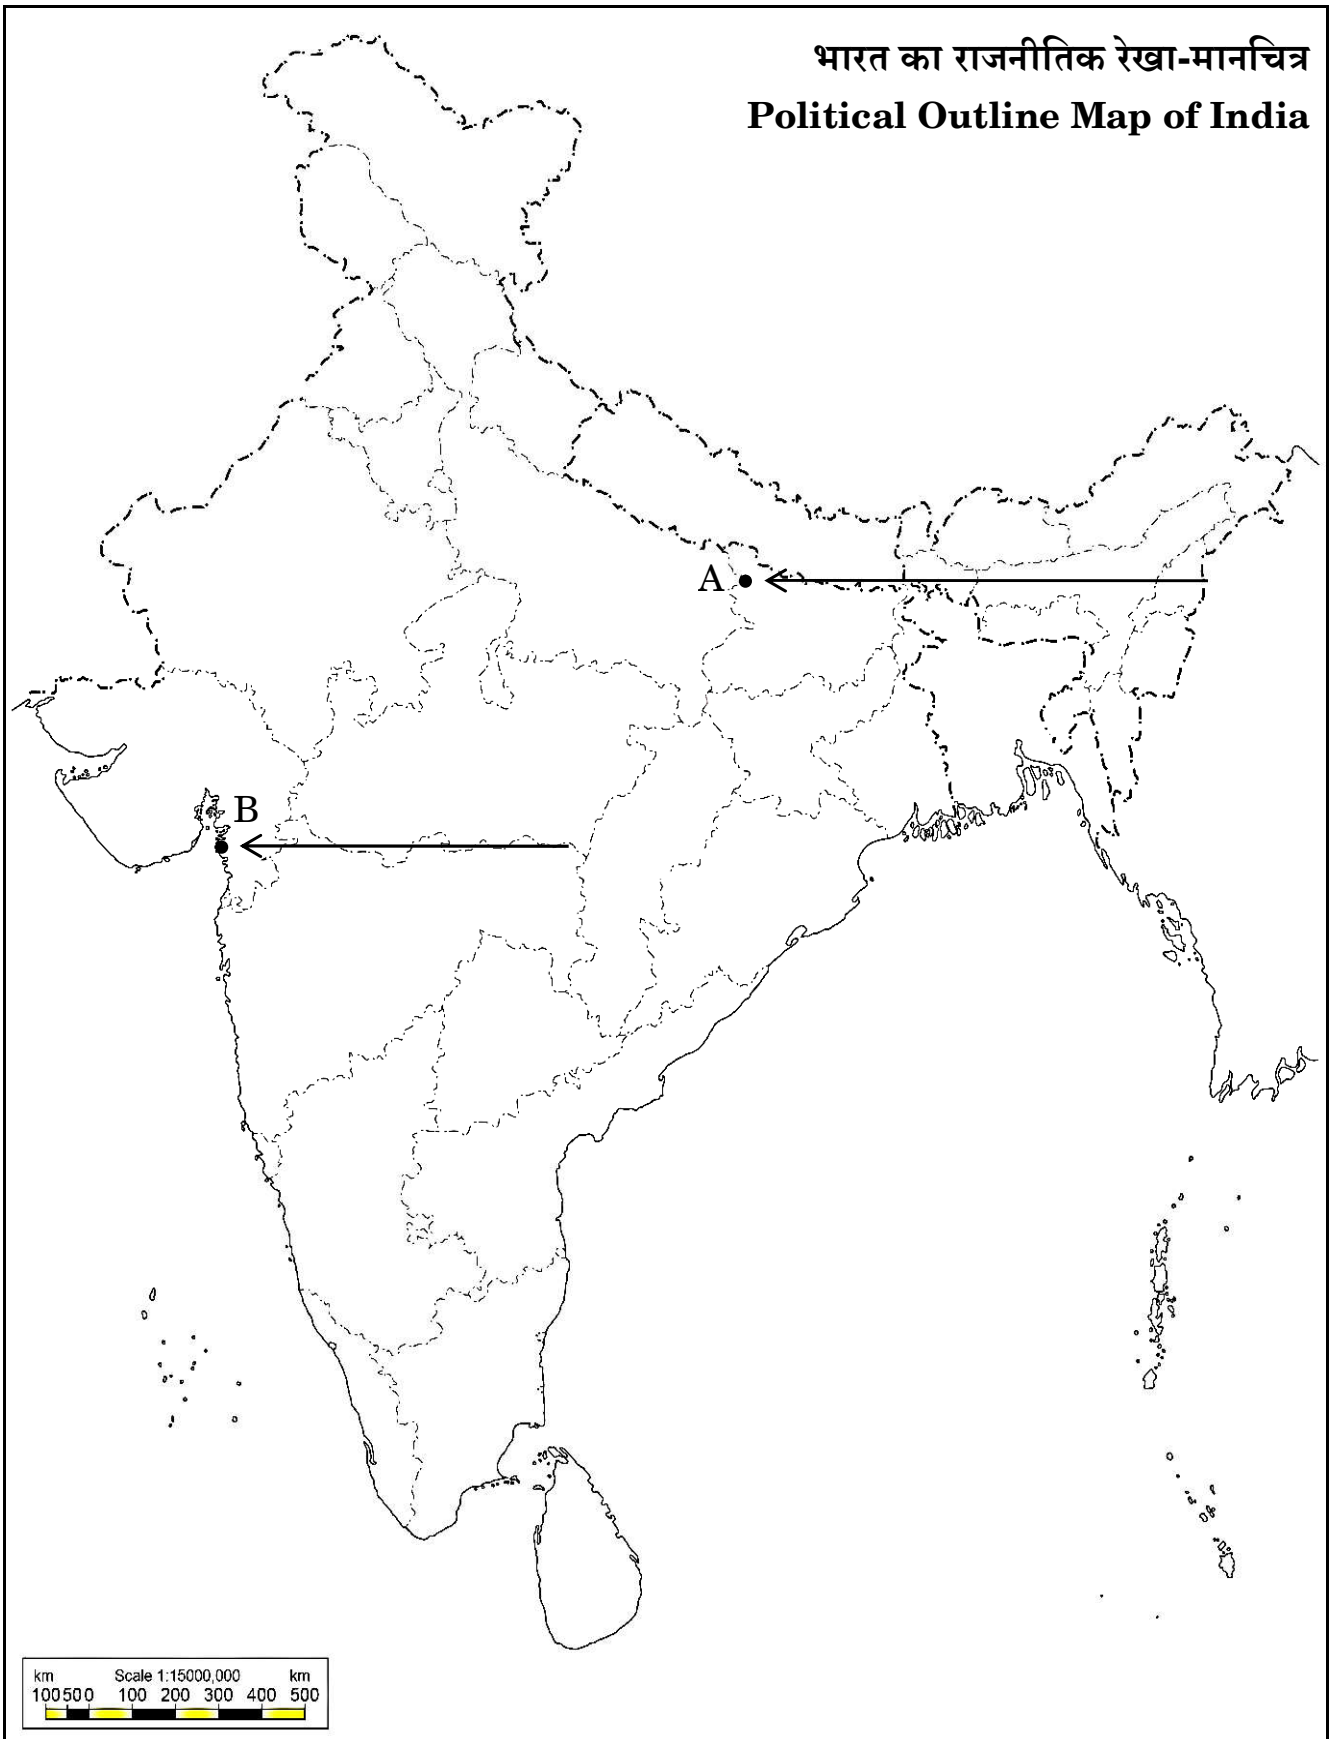 भारत का राजनीतिक रेखा-मानचित्र
Political Outline Map of India
A
B
km Scale 1:15000,000 km
100 50 0 100 200 300 400 500